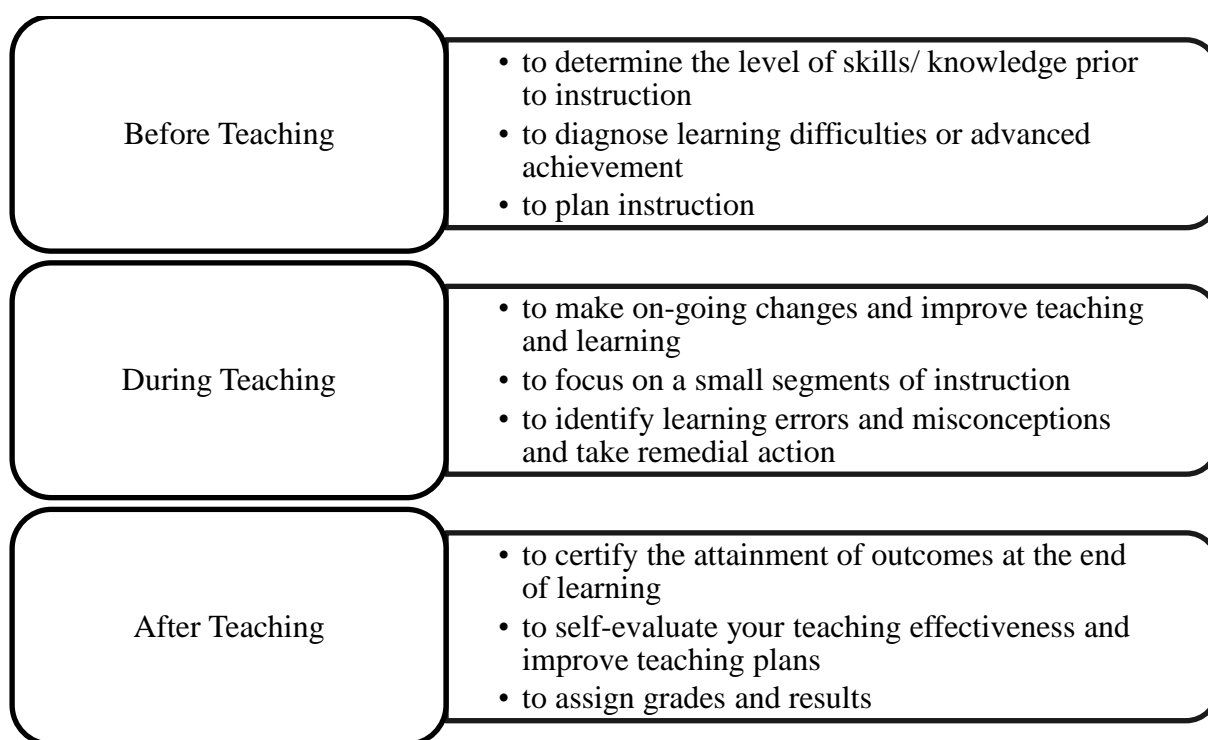 Before Teaching
• to determine the level of skills/ knowledge prior
to instruction
• to diagnose learning difficulties or advanced
achievement
• to plan instruction
During Teaching
• to make on-going changes and improve teaching
and learning
• to focus on a small segments of instruction
• to identify learning errors and misconceptions
and take remedial action
After Teaching
• to certify the attainment of outcomes at the end
of learning
• to self-evaluate your teaching effectiveness and
improve teaching plans
• to assign grades and results